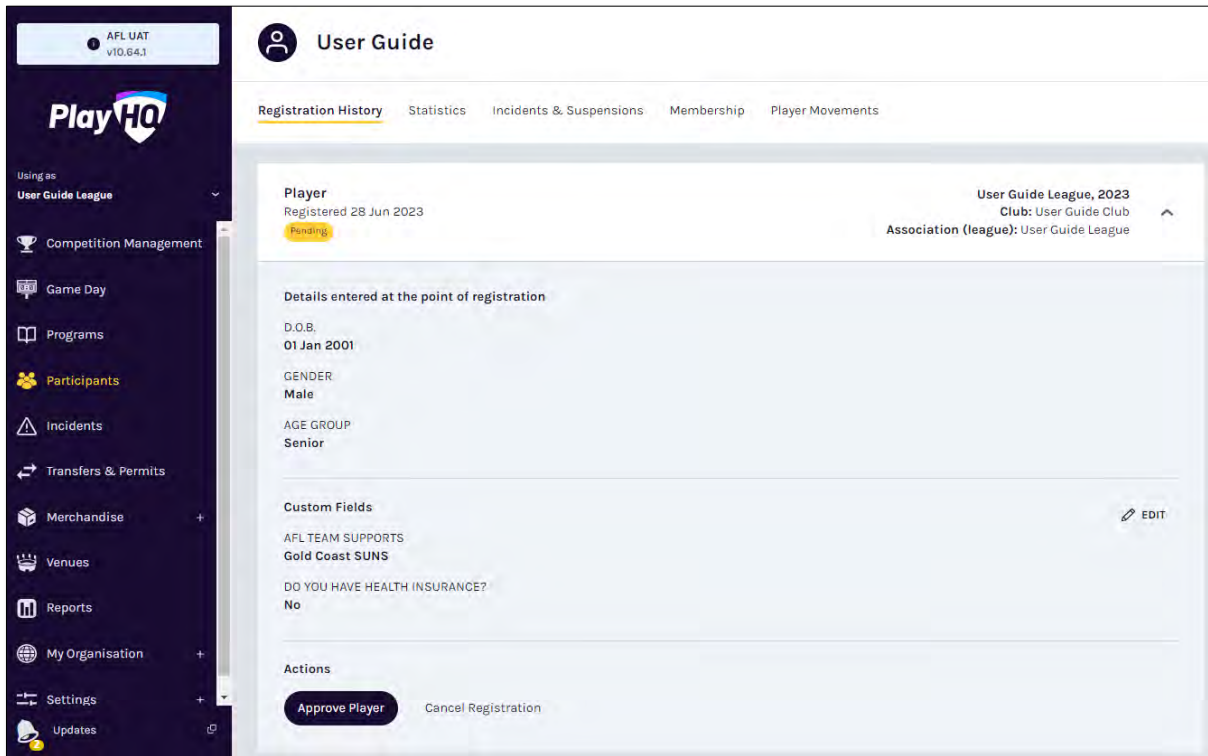 AFL UAT
v10.64.1
PlayHQ
Using as
User Guide League
Competition Management
Game Day
Programs
Participants
Incidents
Transfers & Permits
Merchandise +
Venues
Reports
My Organisation +
Settings +
Updates
2
User Guide
Registration History Statistics Incidents & Suspensions Membership Player Movements
Player
Registered 28 Jun 2023
Pending
User Guide League, 2023
Club: User Guide Club
Association (league): User Guide League
Details entered at the point of registration
D.O.B.
01 Jan 2001
GENDER
Male
AGE GROUP
Senior
Custom Fields
EDIT
AFL TEAM SUPPORTS
Gold Coast SUNS
DO YOU HAVE HEALTH INSURANCE?
No
Actions
Approve Player Cancel Registration